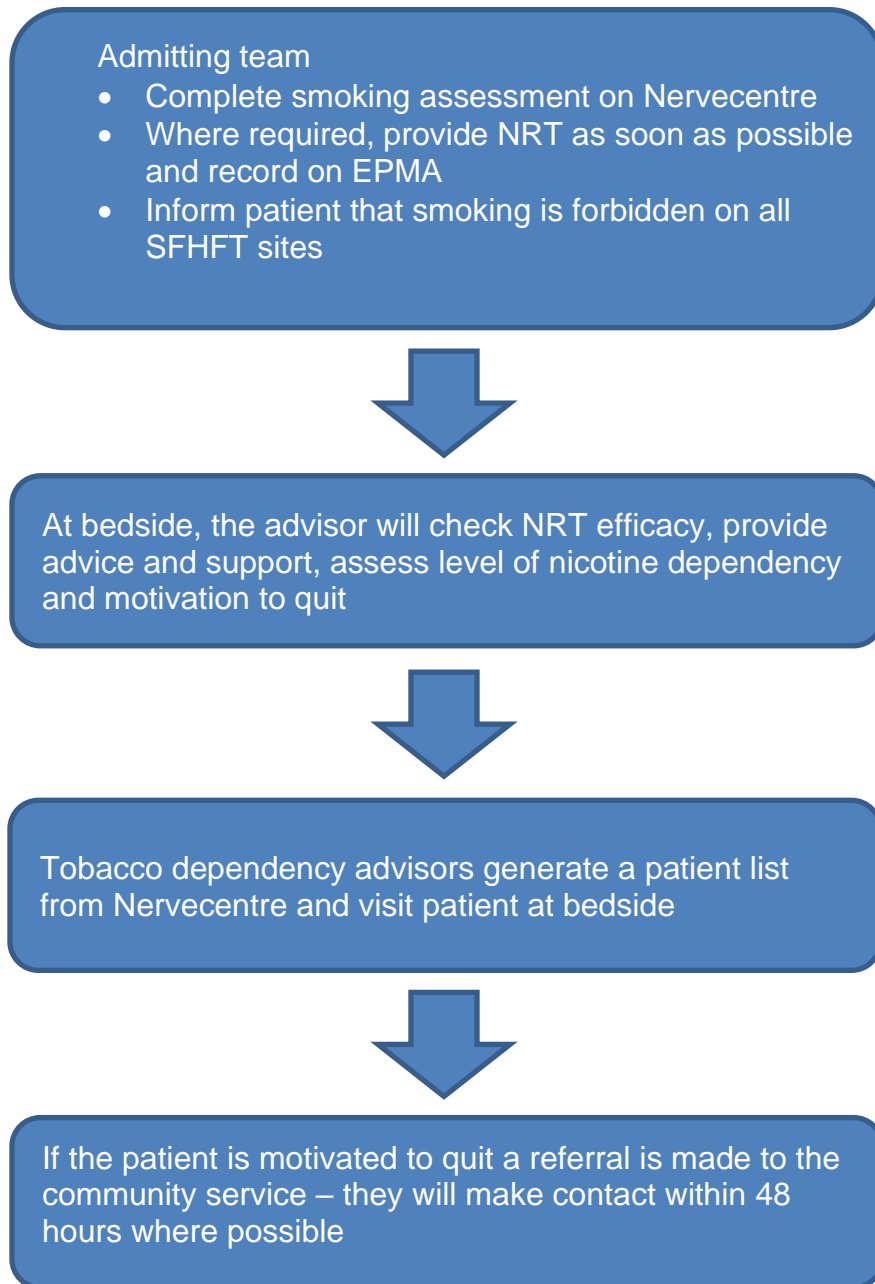 Admitting team
• Complete smoking assessment on Nervecentre
• Where required, provide NRT as soon as possible
and record on EPMA
• Inform patient that smoking is forbidden on all
SFHFT sites
At bedside, the advisor will check NRT efficacy, provide
advice and support, assess level of nicotine dependency
and motivation to quit
Tobacco dependency advisors generate a patient list
from Nervecentre and visit patient at bedside
If the patient is motivated to quit a referral is made to the
community service – they will make contact within 48
hours where possible